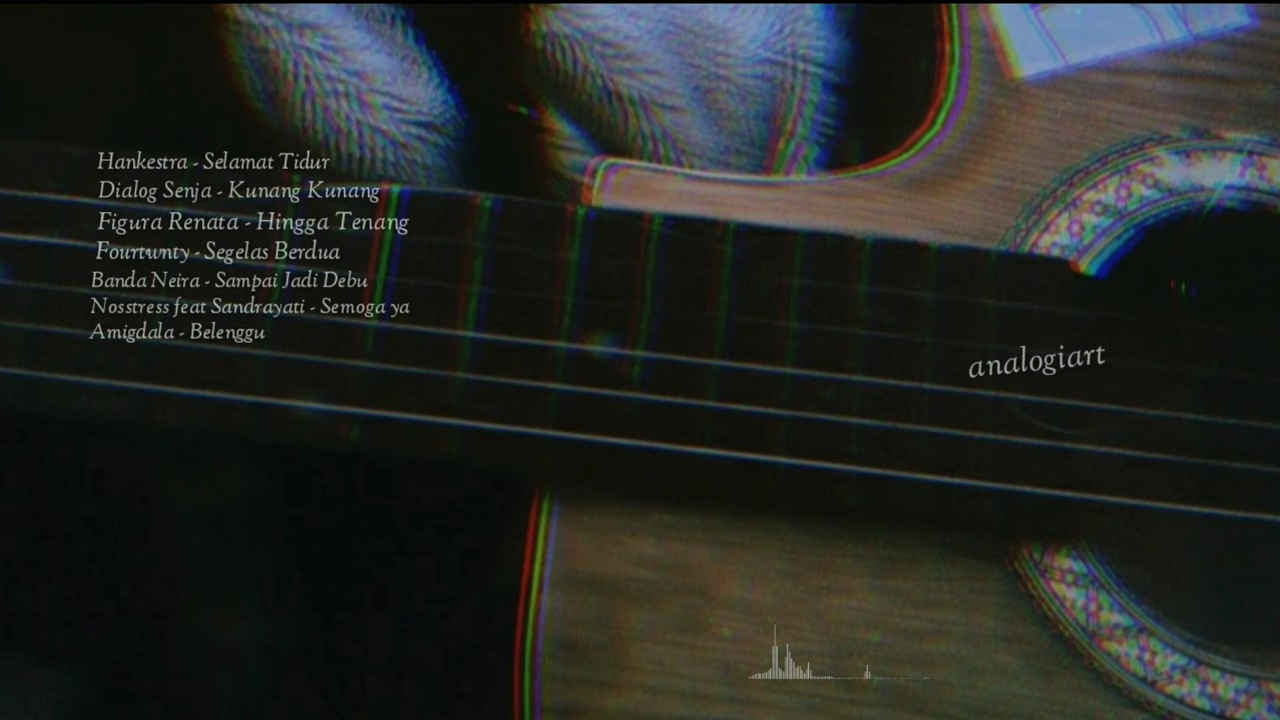 Hankestra - Selamat Tidur
Dialog Senja - Kunang Kunang
Figura Renata - Hingga Tenang
Fourtwnty - Segelas Berdua
Banda Neira - Sampai Jadi Debu
Nosstress feat Sandrayati - Semoga ya
Amigdala - Belenggu
analogiart